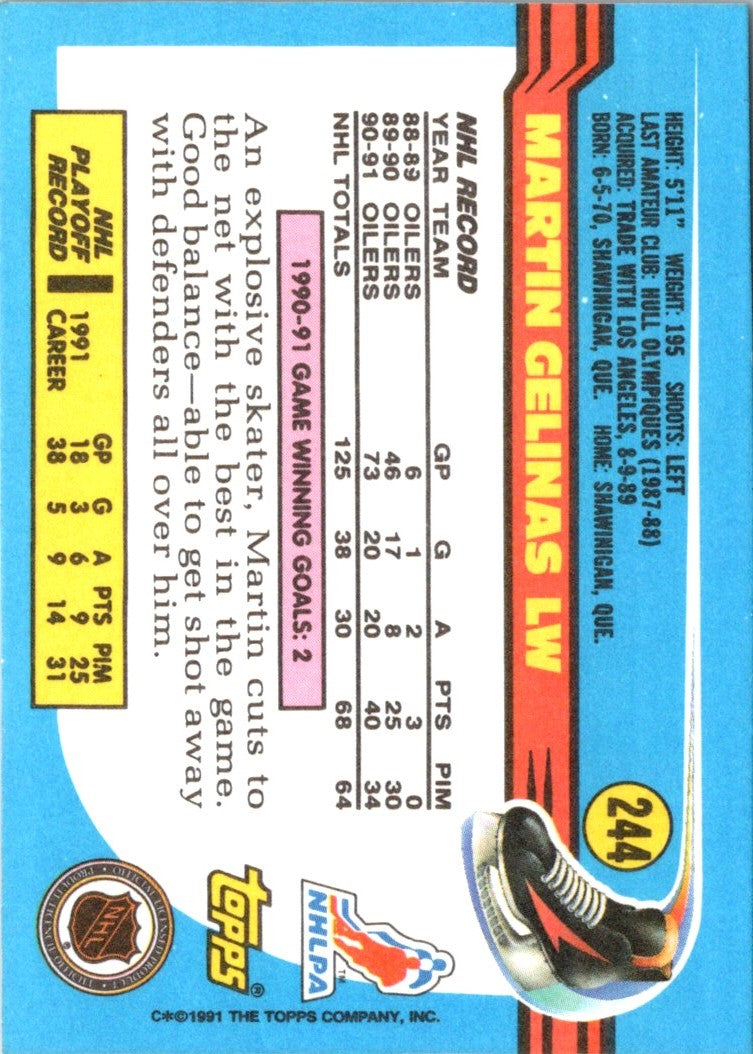 HEIGHT: 5'11" WEIGHT: 195 SHOOTS: LEFT
LAST AMATEUR CLUB: HULL OLYMPIQUES (1987-88)
ACQUIRED: TRADE WITH LOS ANGELES, 8-9-89
BORN: 6-5-70, SHAWINIGAN, QUE. HOME: SHAWINIGAN, QUE.
244
MARTIN GELINAS LW
NHL RECORD
YEAR TEAM GP G A PTS PIM
88-89 OILERS 6 1 2 3 0
89-90 OILERS 46 17 8 25 30
90-91 OILERS 73 20 20 40 34
NHL TOTALS 125 38 30 68 64
1990-91 GAME WINNING GOALS: 2
An explosive skater, Martin cuts to
the net with the best in the game.
Good balance—able to get shot away
with defenders all over him.
NHL PLAYOFF RECORD
GP G A PTS PIM
1991 18 3 6 9 25
CAREER 38 5 9 14 31
NHLPA™
topps®
NHL
®
C*©1991 THE TOPPS COMPANY, INC.